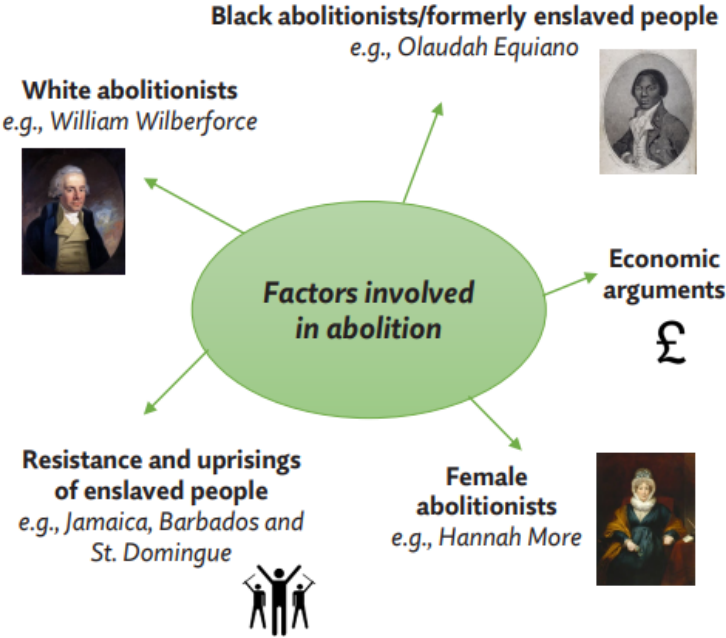 Black abolitionists/formerly enslaved people
e.g., Olaudah Equiano
White abolitionists
e.g., William Wilberforce
Factors involved
in abolition
Economic
arguments
£
Resistance and uprisings
of enslaved people
e.g., Jamaica, Barbados and
St. Domingue
Female
abolitionists
e.g., Hannah More